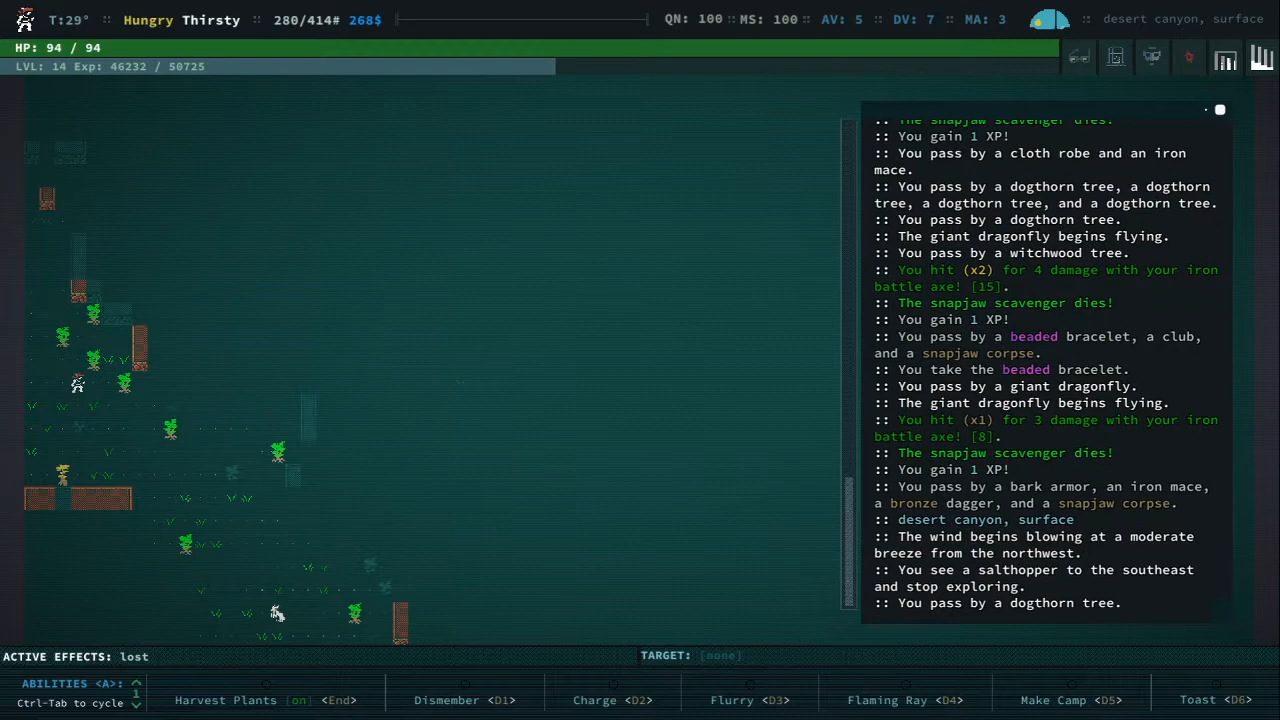 T:29° :: Hungry Thirsty :: 280/414# 268$ QN: 100 :: MS: 100 :: AV: 5 :: DV: 7 :: MA: 3 :: desert canyon, surface
HP: 94 / 94
LVL: 14 Exp: 46232 / 50725
:: The snapjaw scavenger dies!
:: You gain 1 XP!
:: You pass by a cloth robe and an iron
mace.
:: You pass by a dogthorn tree, a dogthorn
tree, a dogthorn tree, and a dogthorn tree.
:: You pass by a dogthorn tree.
:: The giant dragonfly begins flying.
:: You pass by a witchwood tree.
:: You hit (x2) for 4 damage with your iron
battle axe! [15].
:: The snapjaw scavenger dies!
:: You gain 1 XP!
:: You pass by a beaded bracelet, a club,
and a snapjaw corpse.
:: You take the beaded bracelet.
:: You pass by a giant dragonfly.
:: The giant dragonfly begins flying.
:: You hit (x1) for 3 damage with your iron
battle axe! [8].
:: The snapjaw scavenger dies!
:: You gain 1 XP!
:: You pass by a bark armor, an iron mace,
a bronze dagger, and a snapjaw corpse.
:: desert canyon, surface
:: The wind begins blowing at a moderate
breeze from the northwest.
:: You see a salthopper to the southeast
and stop exploring.
:: You pass by a dogthorn tree.
ACTIVE EFFECTS: lost
TARGET: [none]
ABILITIES <A>: 1
Ctrl-Tab to cycle
Harvest Plants [on] <End>
Dismember <D1>
Charge <D2>
Flurry <D3>
Flaming Ray <D4>
Make Camp <D5>
Toast <D6>